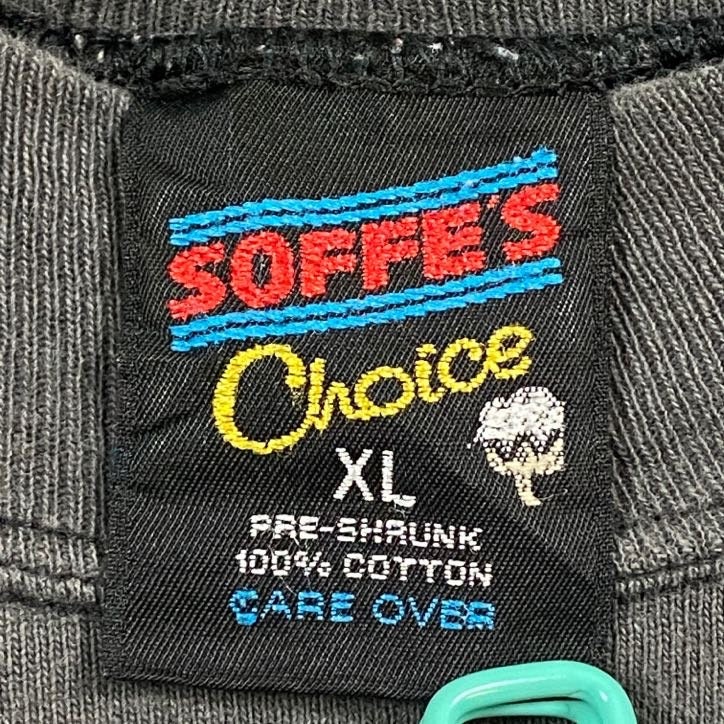 SOFFE'S
Choice
XL
PRE-SHRUNK
100% COTTON
CARE OVER